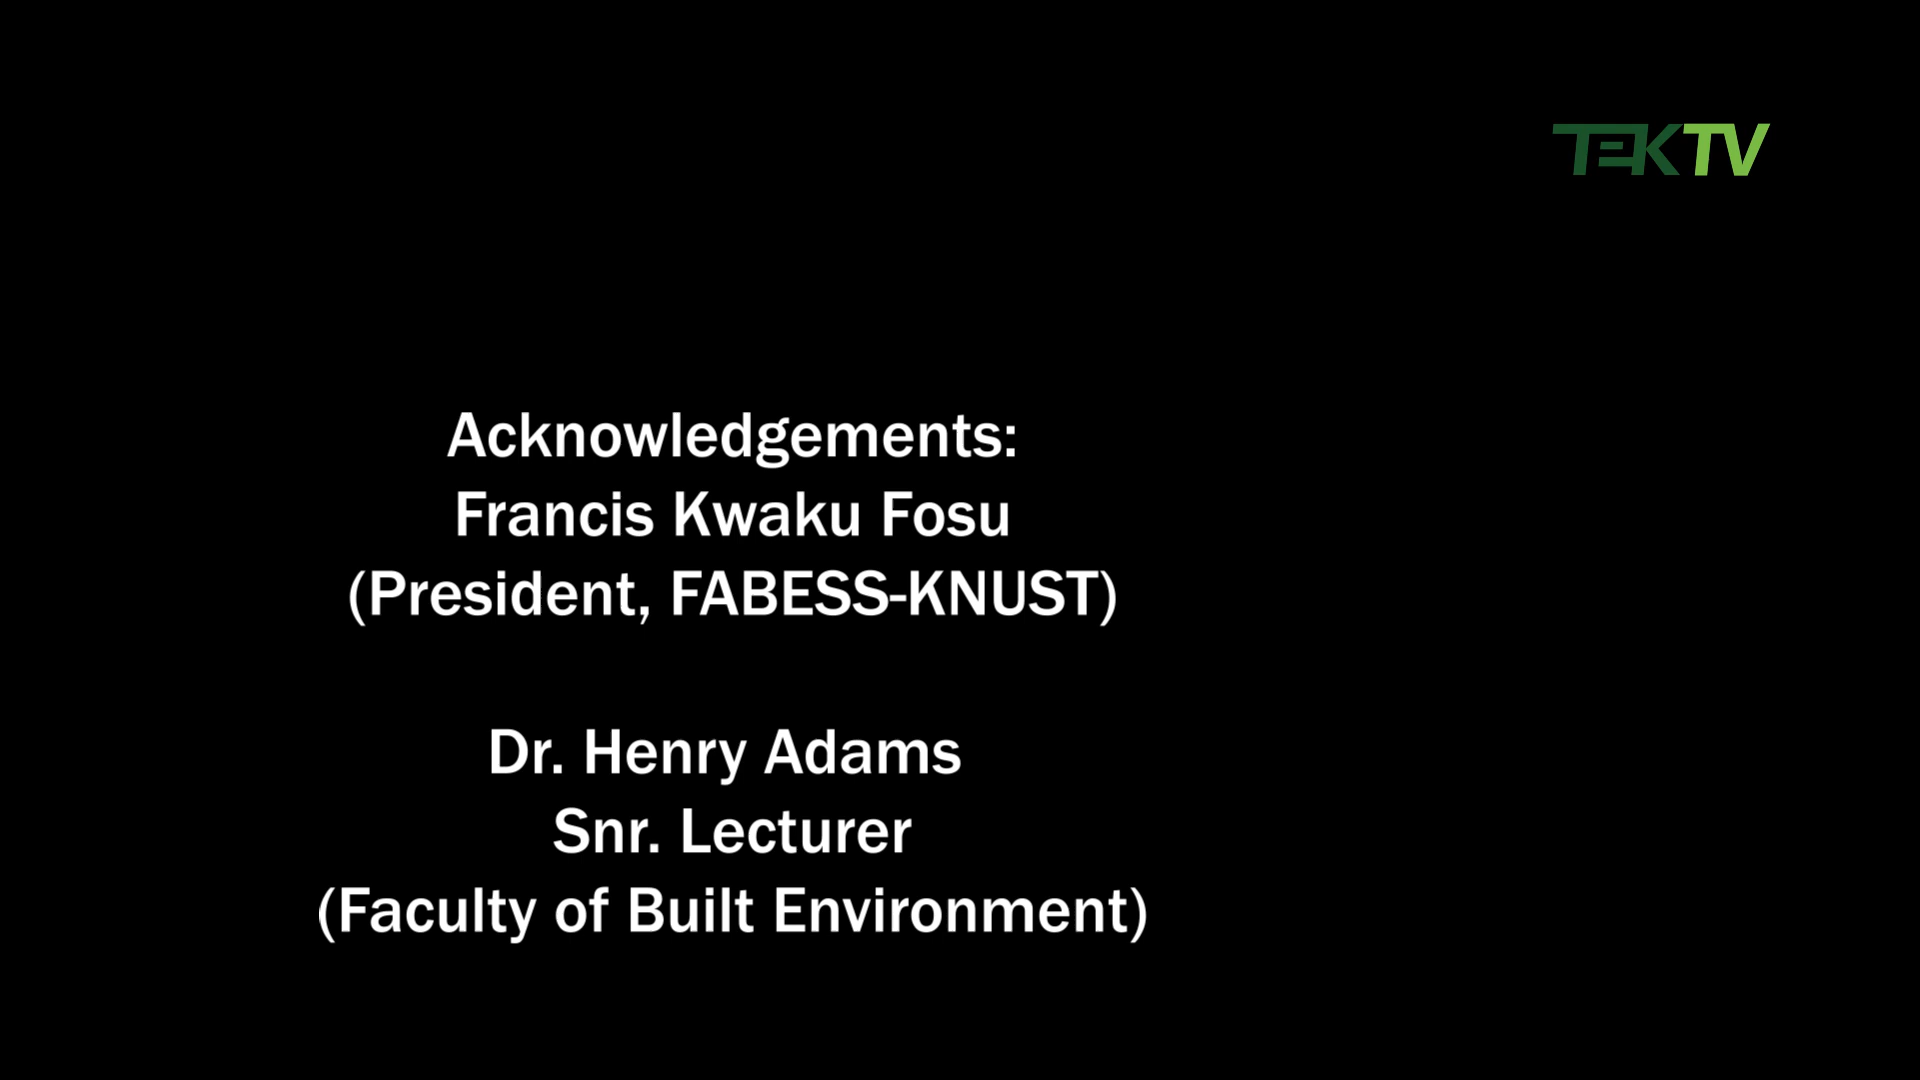 TEKTV
Acknowledgements:
Francis Kwaku Fosu
(President, FABESS-KNUST)
Dr. Henry Adams
Snr. Lecturer
(Faculty of Built Environment)